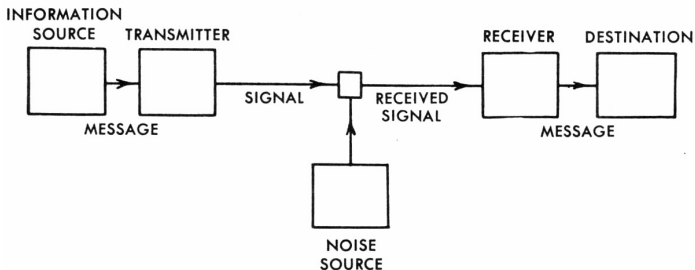 INFORMATION
SOURCE
TRANSMITTER
RECEIVER
DESTINATION
SIGNAL
RECEIVED
SIGNAL
MESSAGE
MESSAGE
NOISE
SOURCE